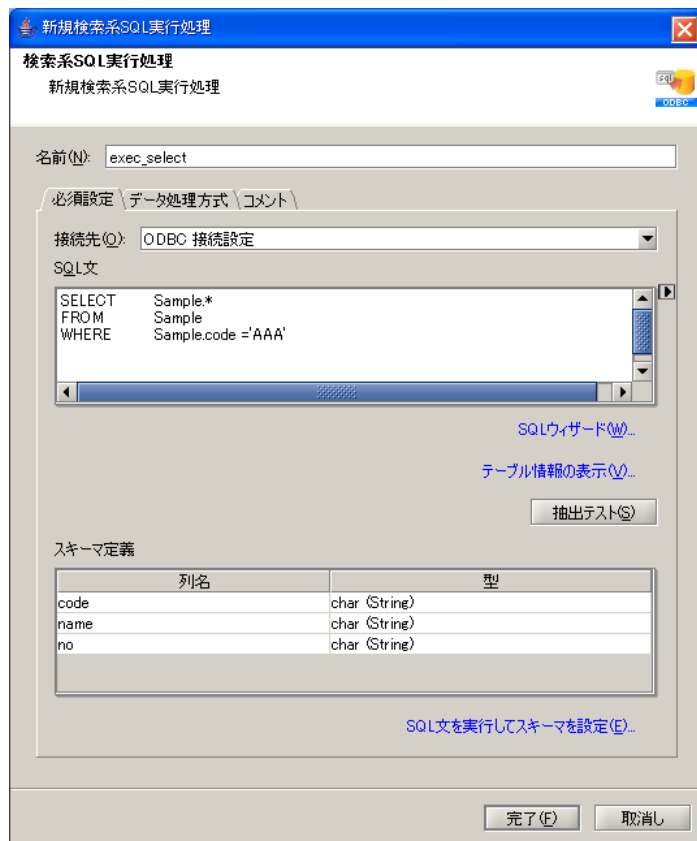 新規検索系SQL実行処理
検索系SQL実行処理
新規検索系SQL実行処理
sql
ODBC
名前(N): exec_select
必須設定 データ処理方式 コメント
接続先(O): ODBC 接続設定
SQL文
SELECT Sample.*
FROM Sample
WHERE Sample.code ='AAA'
SQLウィザード(W)...
テーブル情報の表示(V)...
抽出テスト(S)
スキーマ定義
列名 型
code char (String)
name char (String)
no char (String)
SQL文を実行してスキーマを設定(E)...
完了(F) 取消し